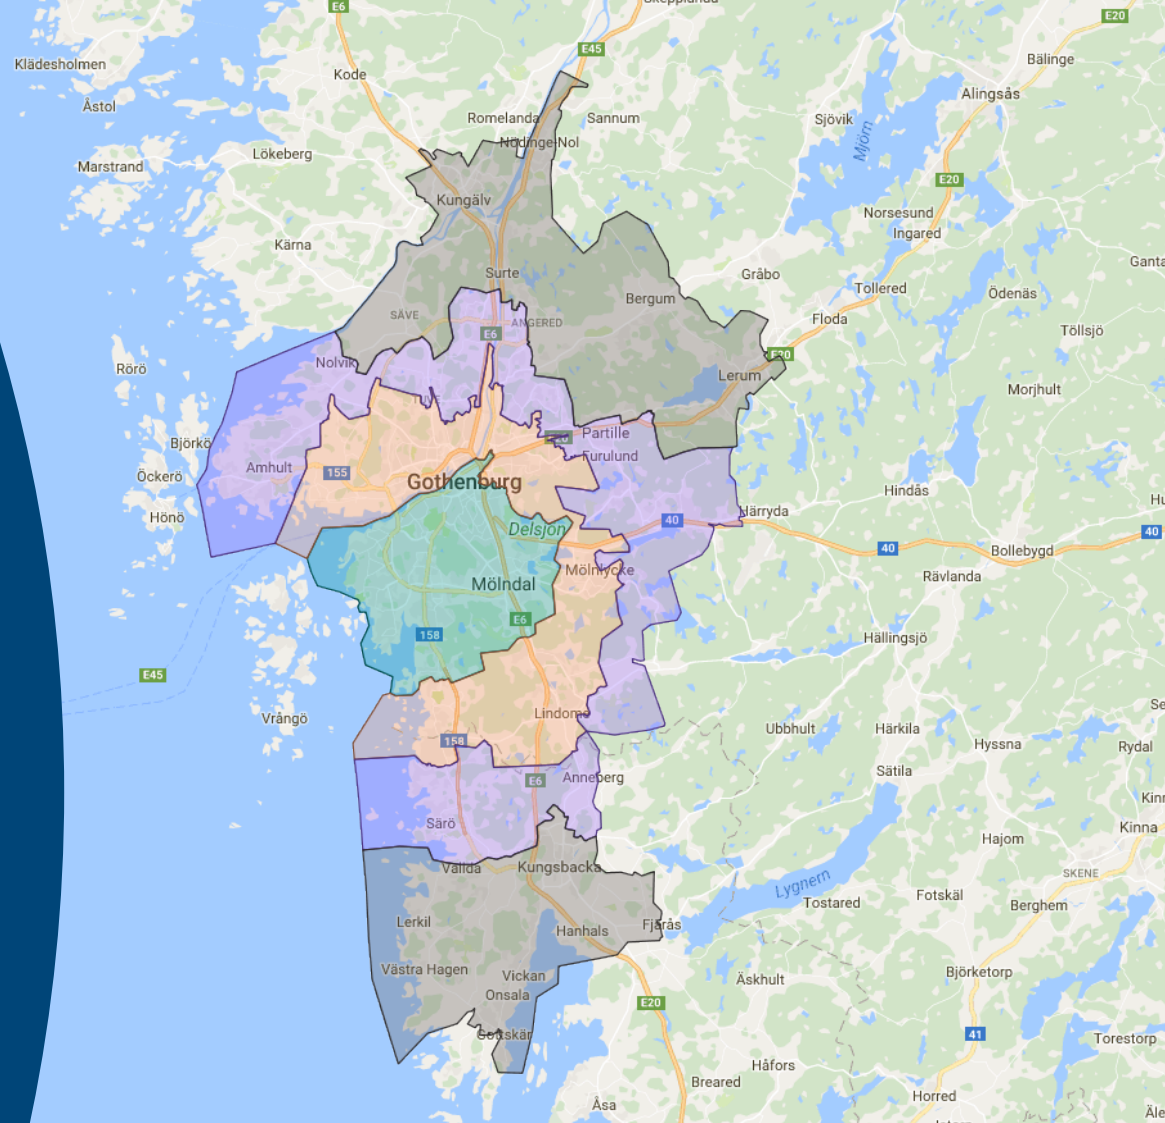 E6
E20
Klädesholmen
E45
Bälinge
Kode
Alingsås
Åstol
Romelanda
Sannum
Sjövik
Mjörn
Nödinge-Nol
Lökeberg
Marstrand
E20
Kungälv
Norsesund
Ingared
Kärna
Surte
Gråbo
Tollered
Ödenäs
Bergum
SÄVE
ANGERED
Floda
Töllsjö
E6
E20
Nolvik
Rörö
Lerum
Morjhult
Björkö
Partille
Furulund
Amhult
155
Öckerö
Gothenburg
Hindås
Hönö
40
Härryda
Delsjön
40
40
Bollebygd
Mölnlycke
Rävlanda
Mölndal
E6
158
Hällingsjö
E45
Vrångö
Lindome
Ubbhult
Härkila
158
Hyssna
Rydal
Sätila
E6
Anneberg
Särö
Kinna
Hajom
Vallda
Kungsbacka
SKENE
Lygnern
Fotskäl
Tostared
Berghem
Lerkil
Hanhals
Fjärås
Västra Hagen
Vickan
Äskhult
Björketorp
Onsala
E20
Gottskär
41
Torestorp
Håfors
Breared
Horred
Åsa